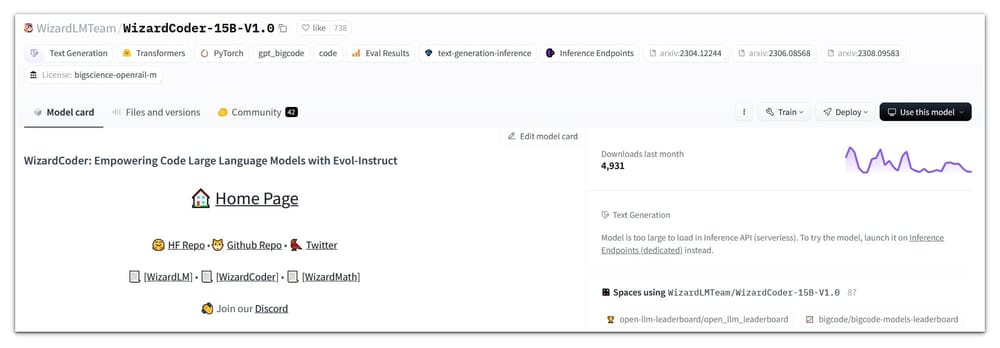 WizardLMTeam/WizardCoder-15B-V1.0 like 738
Text Generation Transformers PyTorch gpt_bigcode code Eval Results text-generation-inference Inference Endpoints arxiv:2304.12244 arxiv:2306.08568 arxiv:2308.09583
License: bigscience-openrail-m
Model card Files and versions Community 42 Train Deploy Use this model
Edit model card
WizardCoder: Empowering Code Large Language Models with Evol-Instruct
Home Page
HF Repo • Github Repo • Twitter
[WizardLM] • [WizardCoder] • [WizardMath]
Join our Discord
Downloads last month
4,931
Text Generation
Model is too large to load in Inference API (serverless). To try the model, launch it on Inference
Endpoints (dedicated) instead.
Spaces using WizardLMTeam/WizardCoder-15B-V1.0 87
open-llm-leaderboard/open_llm_leaderboard bigcode/bigcode-models-leaderboard